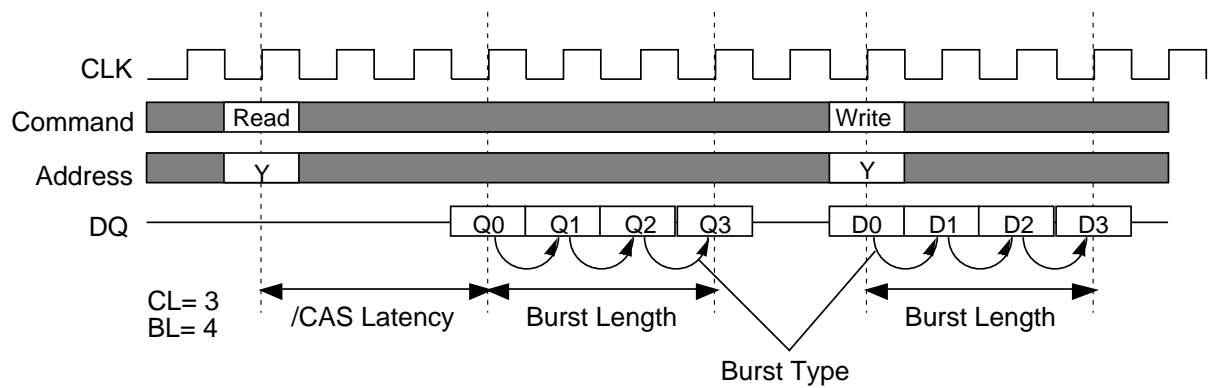 CLK
Command Read Write
Address Y Y
DQ Q0 Q1 Q2 Q3 D0 D1 D2 D3
CL= 3
BL= 4
/CAS Latency Burst Length Burst Length
Burst Type